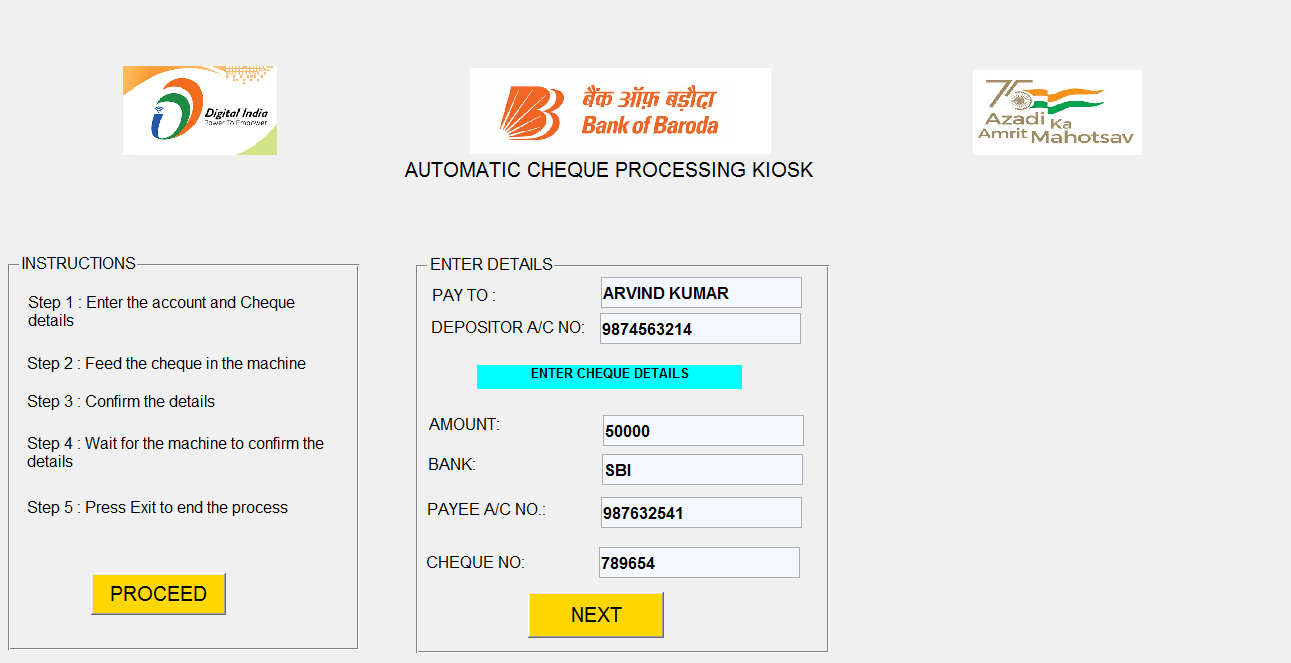 Digital India
Power To Empower
बैंक ऑफ़ बड़ौदा
Bank of Baroda
75
Azadi Ka
Amrit Mahotsav
AUTOMATIC CHEQUE PROCESSING KIOSK
INSTRUCTIONS
Step 1 : Enter the account and Cheque
details
Step 2 : Feed the cheque in the machine
Step 3 : Confirm the details
Step 4 : Wait for the machine to confirm the
details
Step 5 : Press Exit to end the process
PROCEED
ENTER DETAILS
PAY TO : ARVIND KUMAR
DEPOSITOR A/C NO: 9874563214
ENTER CHEQUE DETAILS
AMOUNT: 50000
BANK: SBI
PAYEE A/C NO.: 987632541
CHEQUE NO: 789654
NEXT